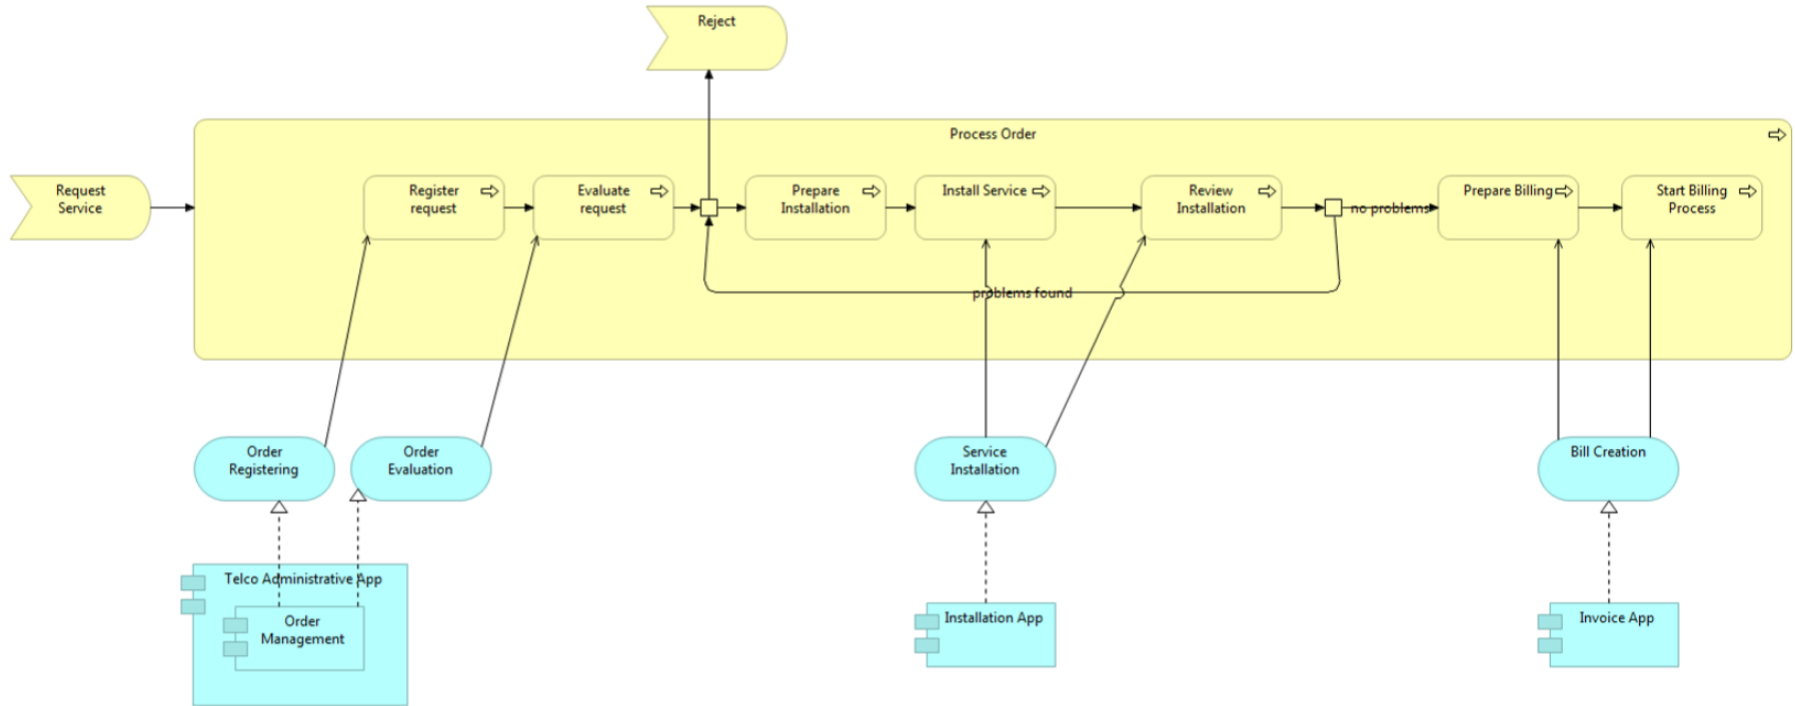 Reject
Process Order
Request
Service
Register
request
Evaluate
request
Prepare
Installation
Install Service
Review
Installation
no problems
Prepare Billing
Start Billing
Process
problems found
Order
Registering
Order
Evaluation
Service
Installation
Bill Creation
Telco Administrative App
Order
Management
Installation App
Invoice App